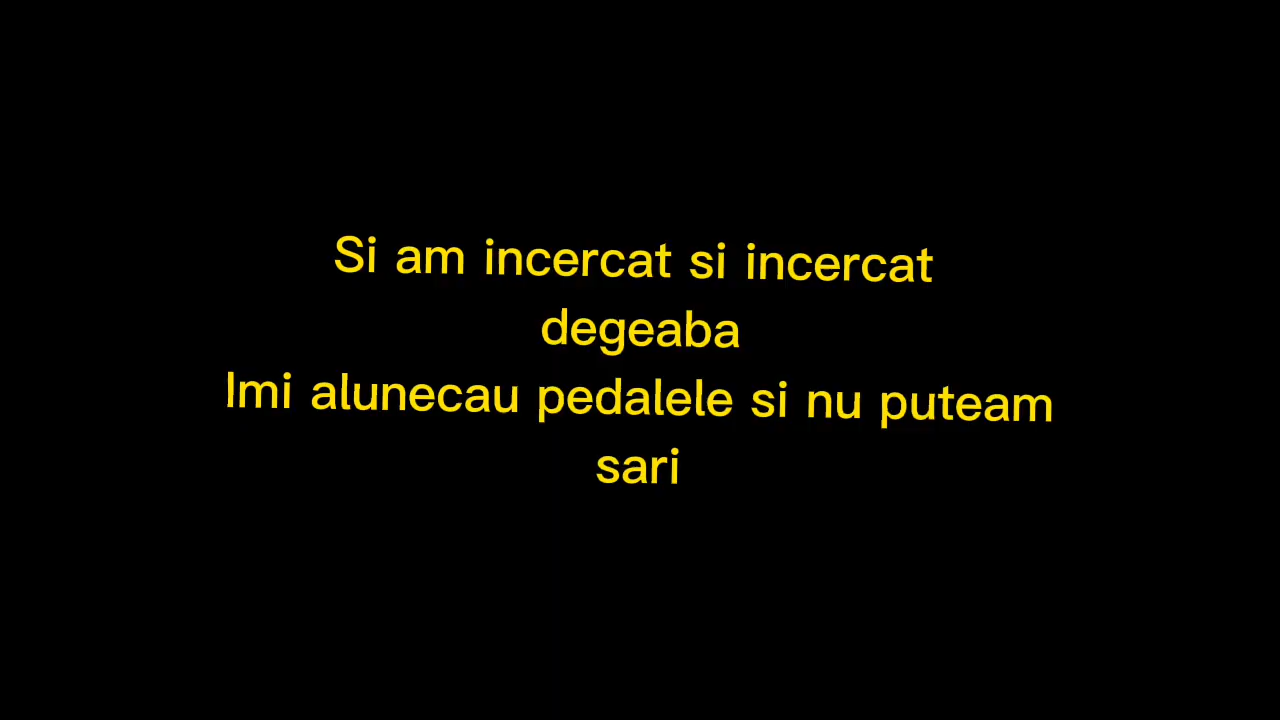 Si am incercat si incercat
degeaba
Imi alunecau pedalele si nu puteam
sari